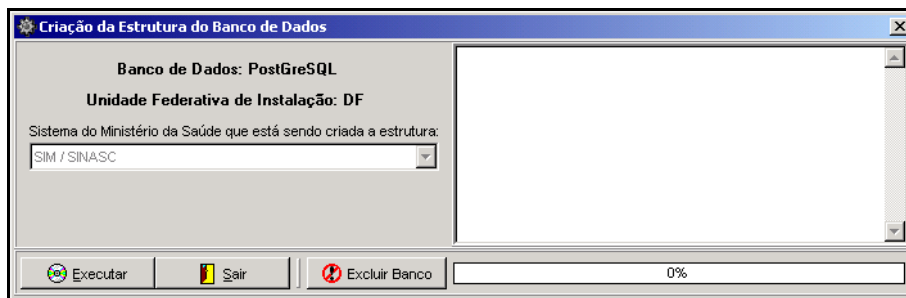 Criação da Estrutura do Banco de Dados
Banco de Dados: PostGreSQL
Unidade Federativa de Instalação: DF
Sistema do Ministério da Saúde que está sendo criada a estrutura:
SIM / SINASC
Executar
Sair
Excluir Banco
0%